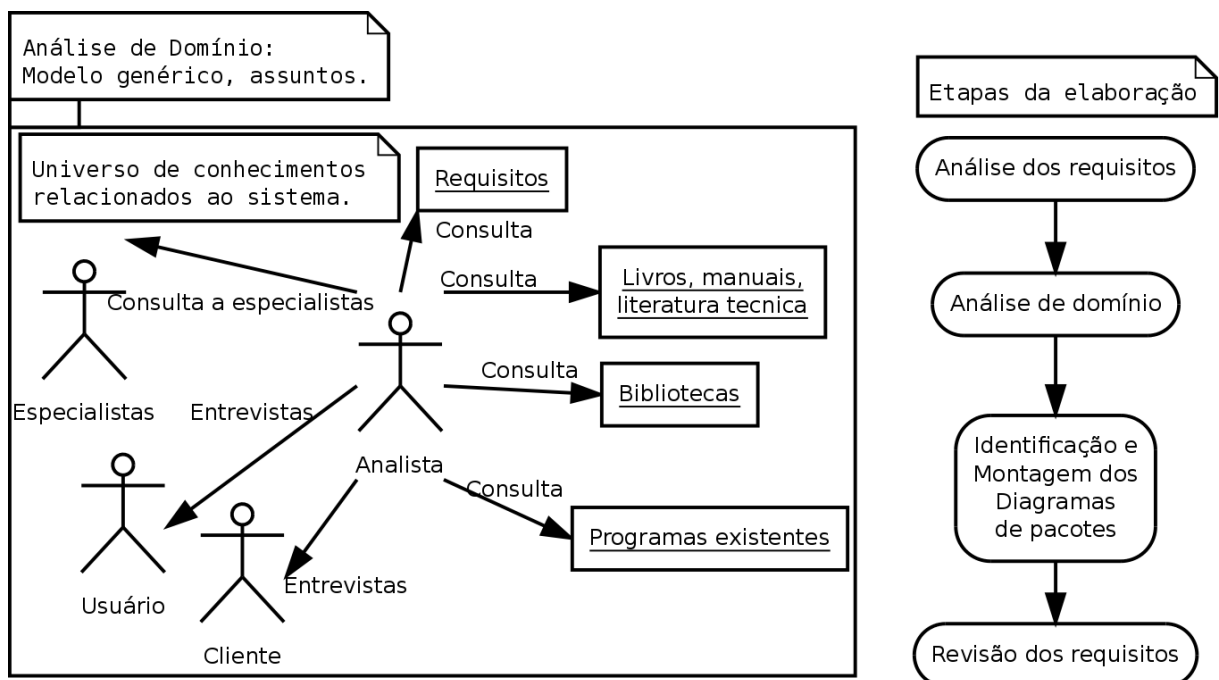 Análise de Domínio:
Modelo genérico, assuntos.
Universo de conhecimentos
relacionados ao sistema.
Requisitos
Consulta
Consulta
Livros, manuais,
literatura tecnica
Consulta a especialistas
Consulta
Bibliotecas
Especialistas
Entrevistas
Analista
Consulta
Programas existentes
Entrevistas
Usuário
Cliente
Etapas da elaboração
Análise dos requisitos
Análise de domínio
Identificação e
Montagem dos
Diagramas
de pacotes
Revisão dos requisitos